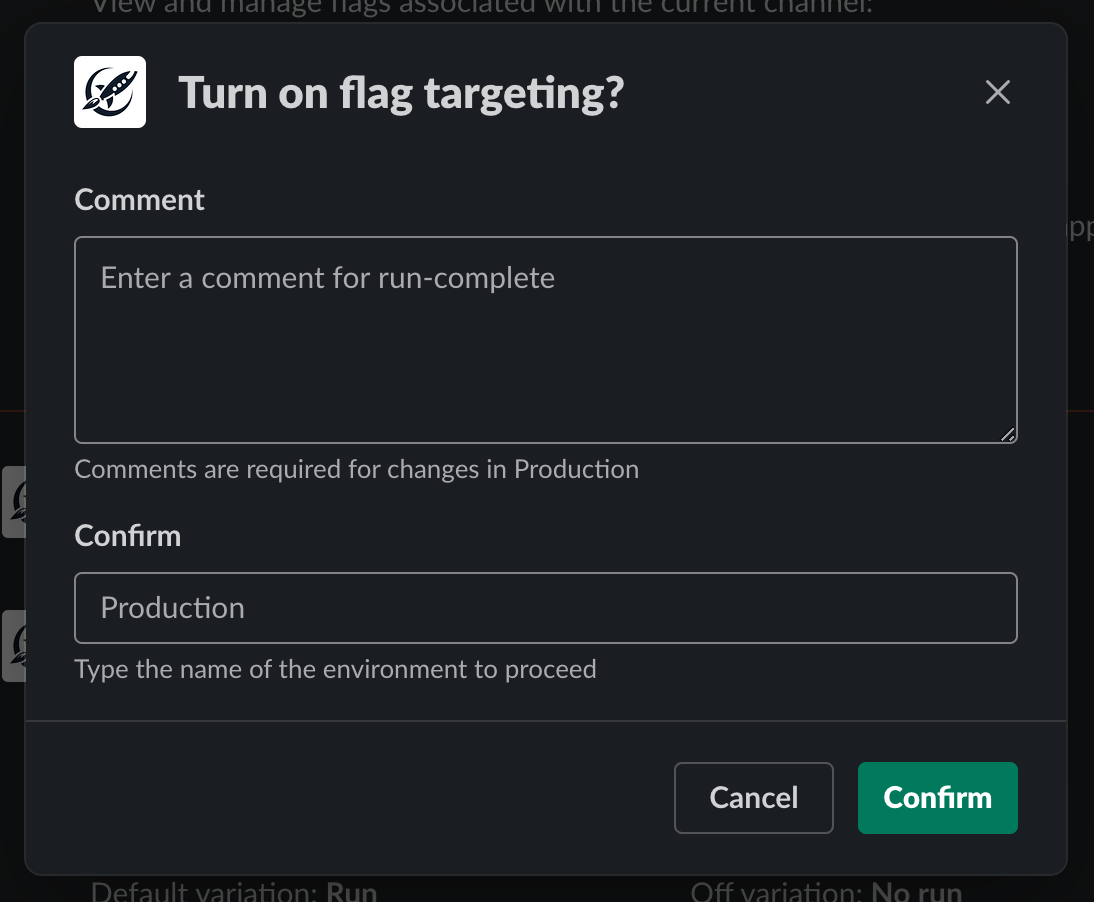 View and manage flags associated with the current channel:
Turn on flag targeting?
Comment
Enter a comment for run-complete
Comments are required for changes in Production
Confirm
Production
Type the name of the environment to proceed
Cancel
Confirm
Default variation: Run
Off variation: No run